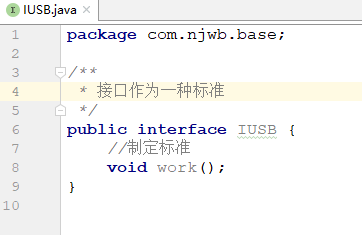 IUSB.java
1 package com.njwb.base;
2
3 /**
4 * 接口作为一种标准
5 */
6 public interface IUSB {
7 //制定标准
8 void work();
9 }
10